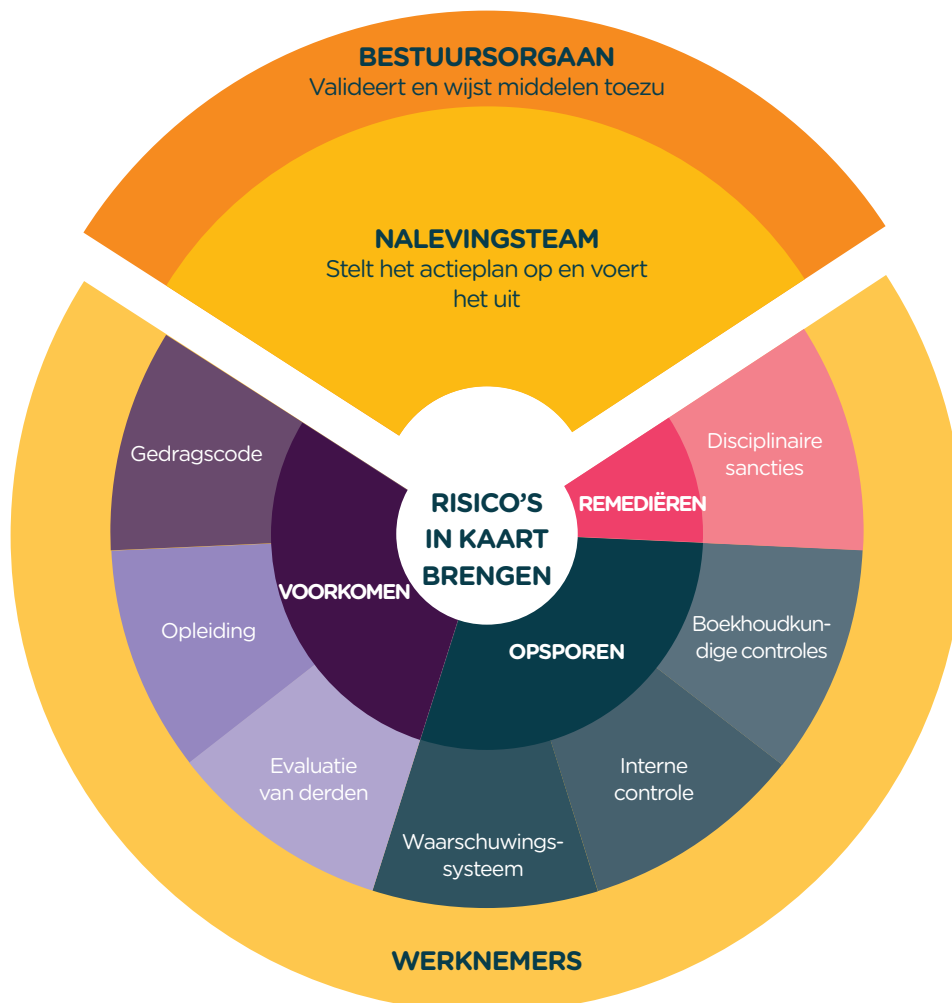 BESTUURSORGAAN
Valideert en wijst middelen toezu
NALEVINGSTEAM
Stelt het actieplan op en voert
het uit
Gedragscode
Disciplinaire
sancties
RISICO'S
IN KAART
BRENGEN
REMEDIËREN
VOORKOMEN
OPSPOREN
Opleiding
Boekhoudkun-
dige controles
Evaluatie
van derden
Interne
controle
Waarschuwings-
systeem
WERKNEMERS